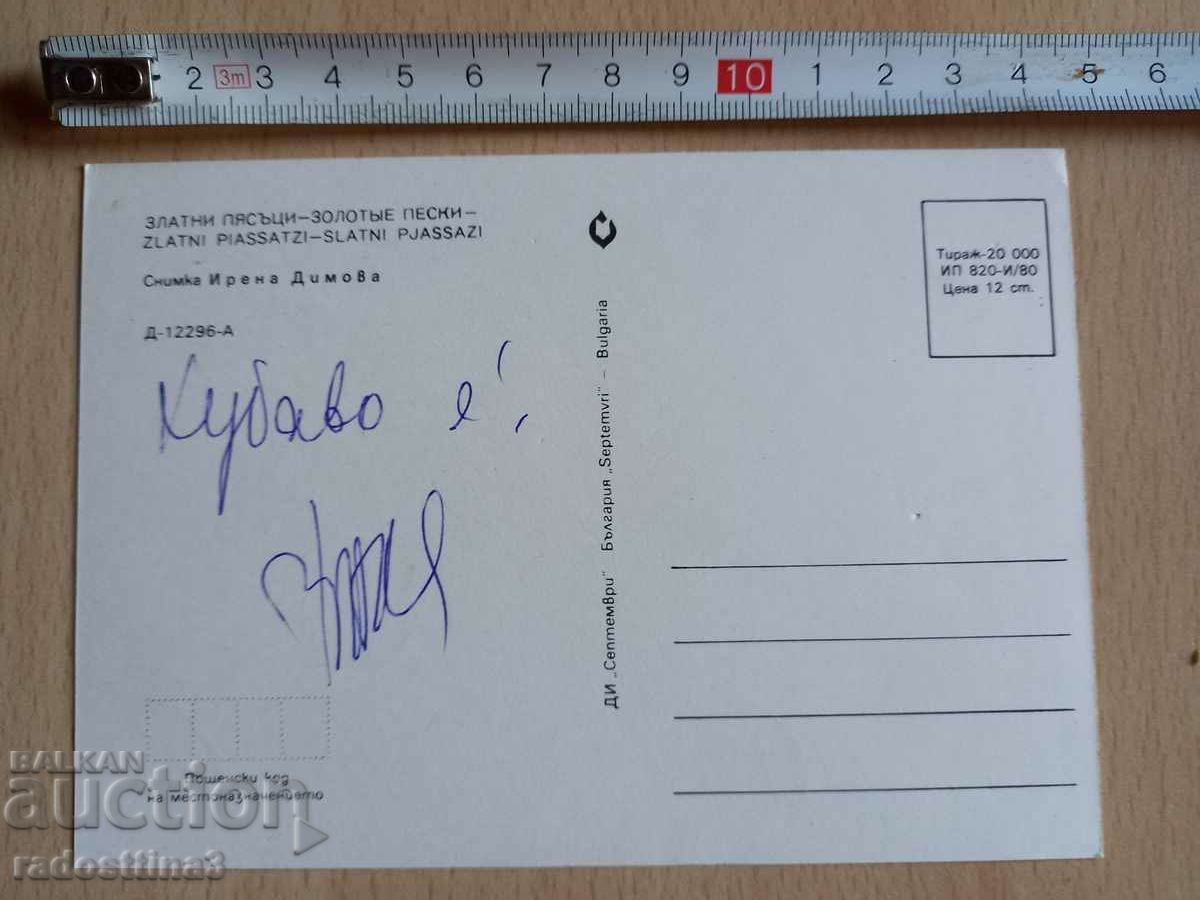 2 3m 3 4 5 6 7 8 9 10 1 2 3 4 5 6
ЗЛАТНИ ПЯСЪЦИ–ЗОЛОТЫЕ ПЕСКИ–
ZLATNI PIASSATZI–SLATNI PJASSAZI
Снимка Ирена Димова
Д-12296-А
Хубаво е!
Пощенски код
на местоназначението
ДИ „Септември" България „Septemvri" – Bulgaria
Тираж-20 000
ИП 820-И/80
Цена 12 ст.
BALKAN
auction
radosttina3